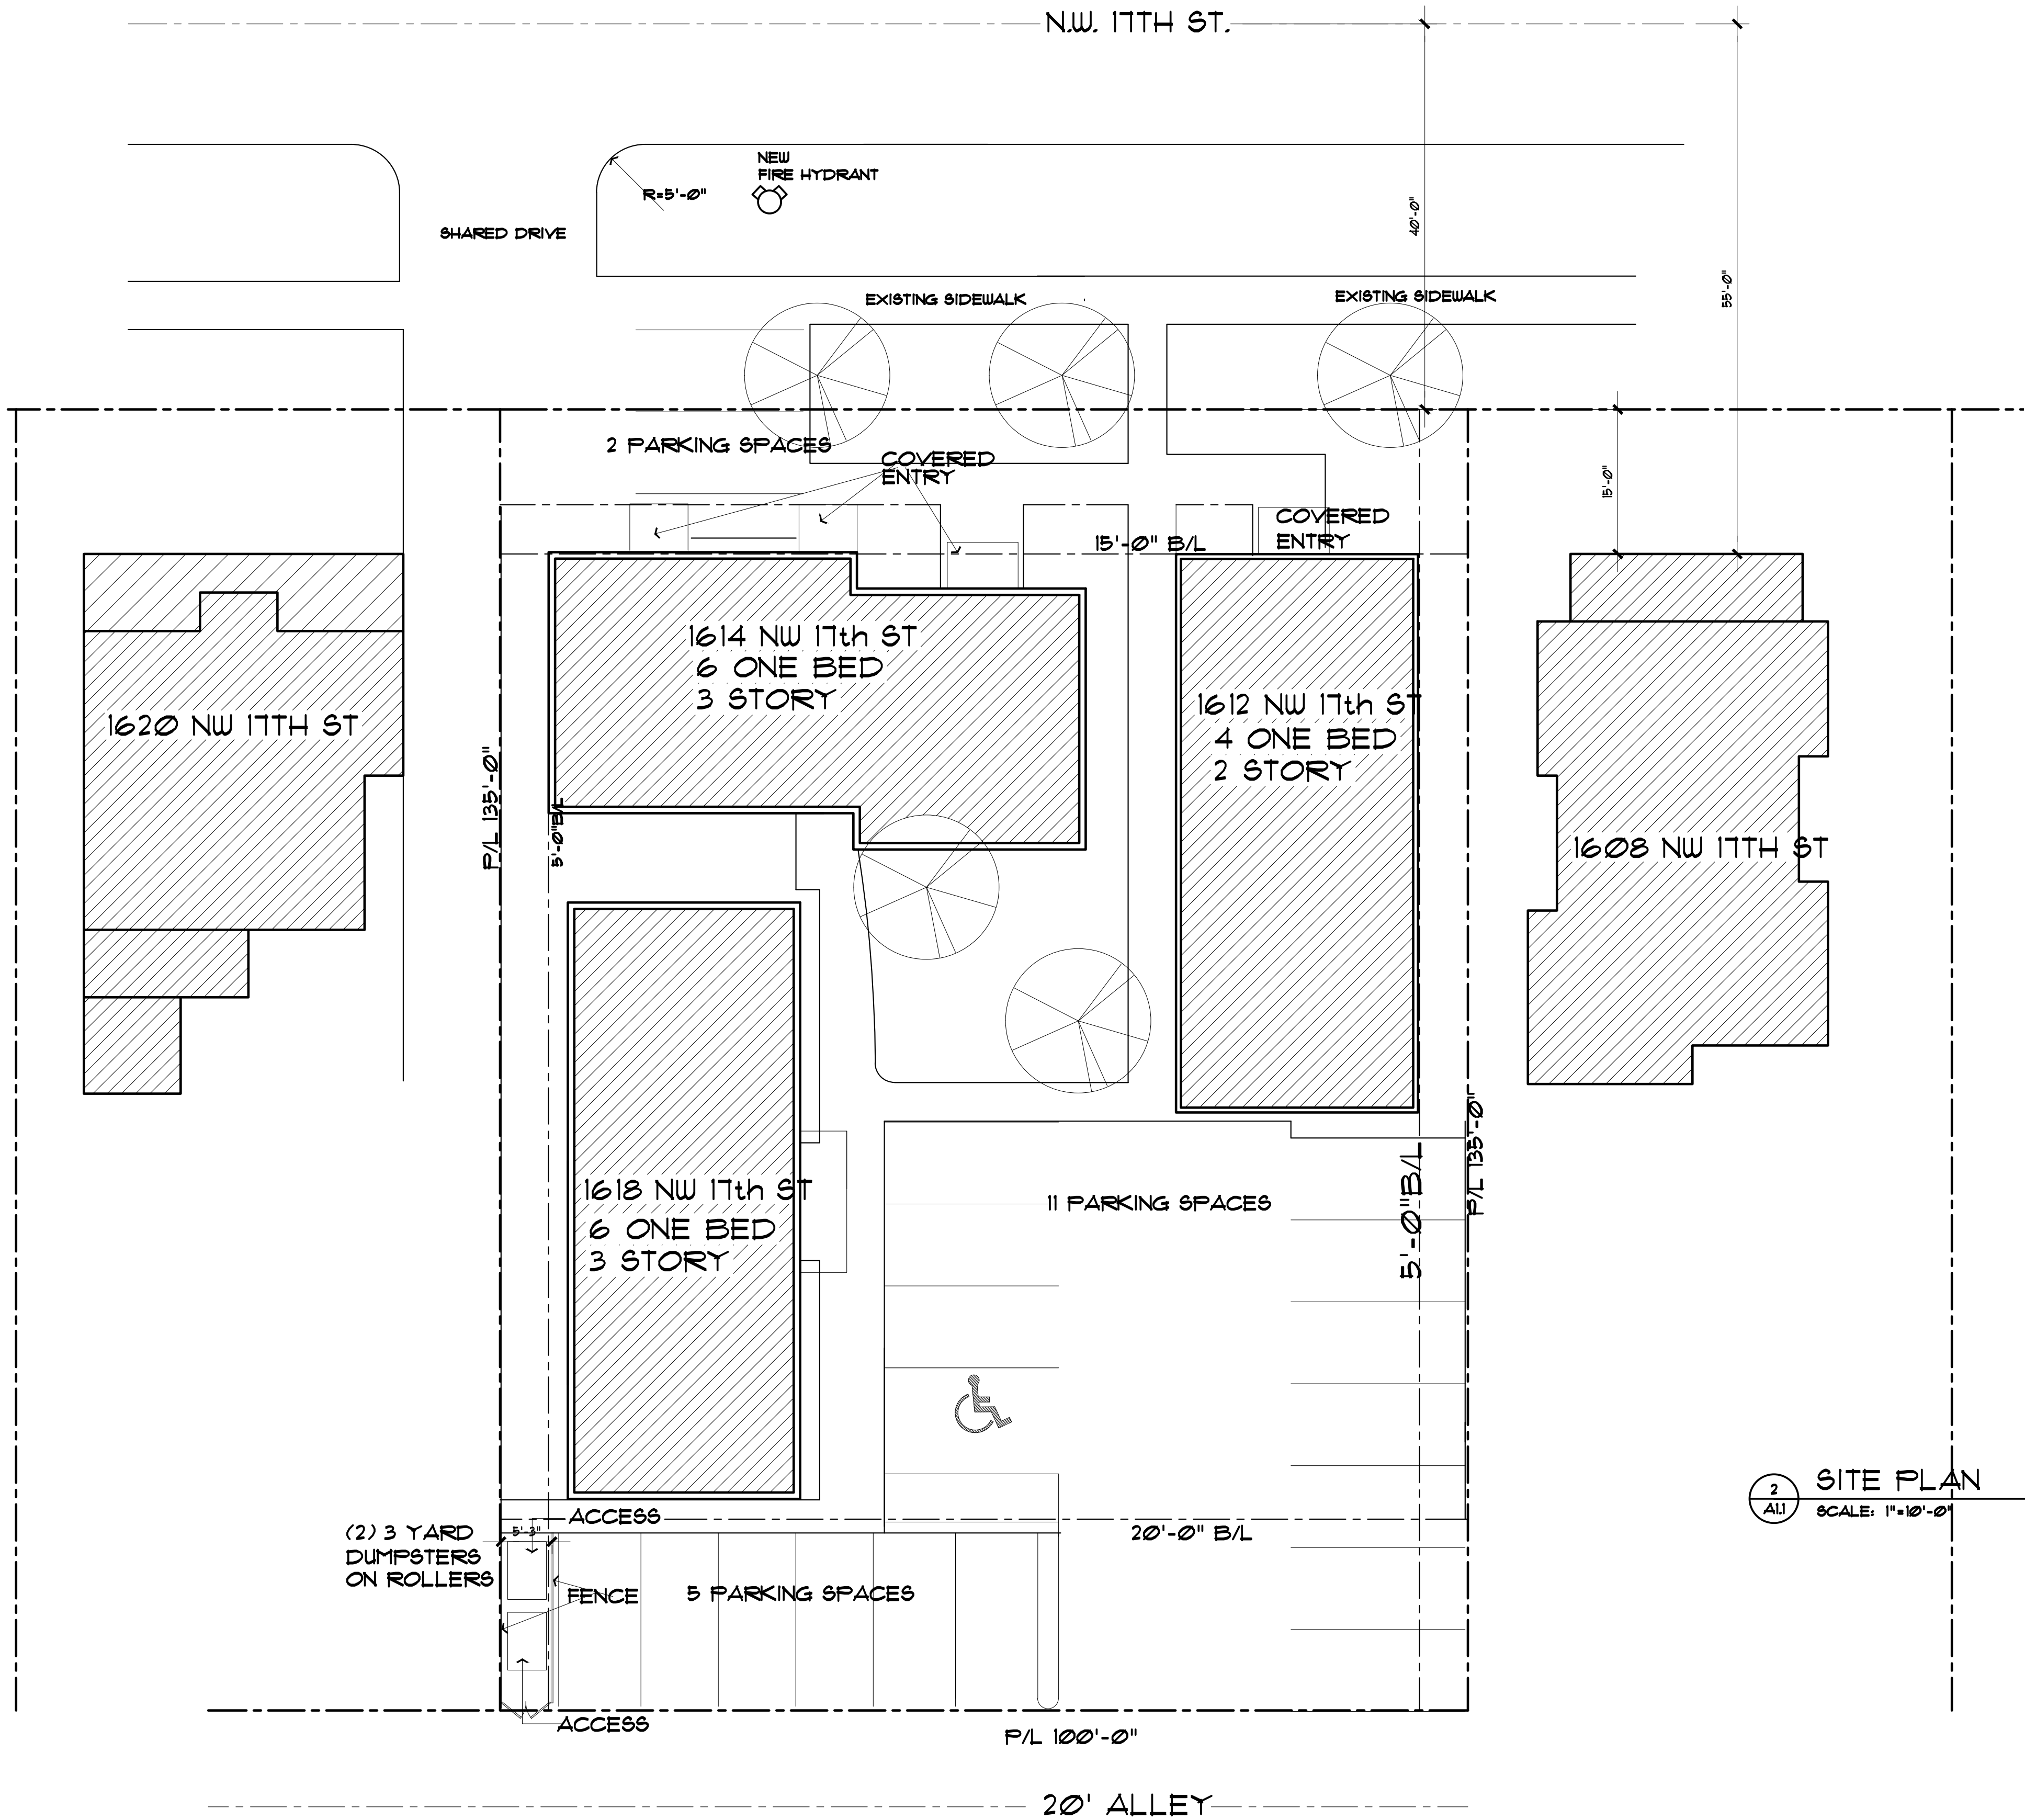 N.W. 17TH ST.
NEW
FIRE HYDRANT
R=5'-0"
SHARED DRIVE
40'-0"
55'-0"
EXISTING SIDEWALK
EXISTING SIDEWALK
2 PARKING SPACES
COVERED
ENTRY
15'-0"
COVERED
ENTRY
15'-0" B/L
1614 NW 17th ST
6 ONE BED
3 STORY
1612 NW 17th ST
4 ONE BED
2 STORY
1620 NW 17TH ST
P/L 135'-0"
5'-0"B/L
1608 NW 17TH ST
P/L 135'-0"
5'-0"B/L
1618 NW 17th ST
6 ONE BED
3 STORY
11 PARKING SPACES
2
A1.1
SITE PLAN
SCALE: 1"=10'-0"
ACCESS
(2) 3 YARD
DUMPSTERS
ON ROLLERS
5'-3"
20'-0" B/L
FENCE
5 PARKING SPACES
ACCESS
P/L 100'-0"
20' ALLEY